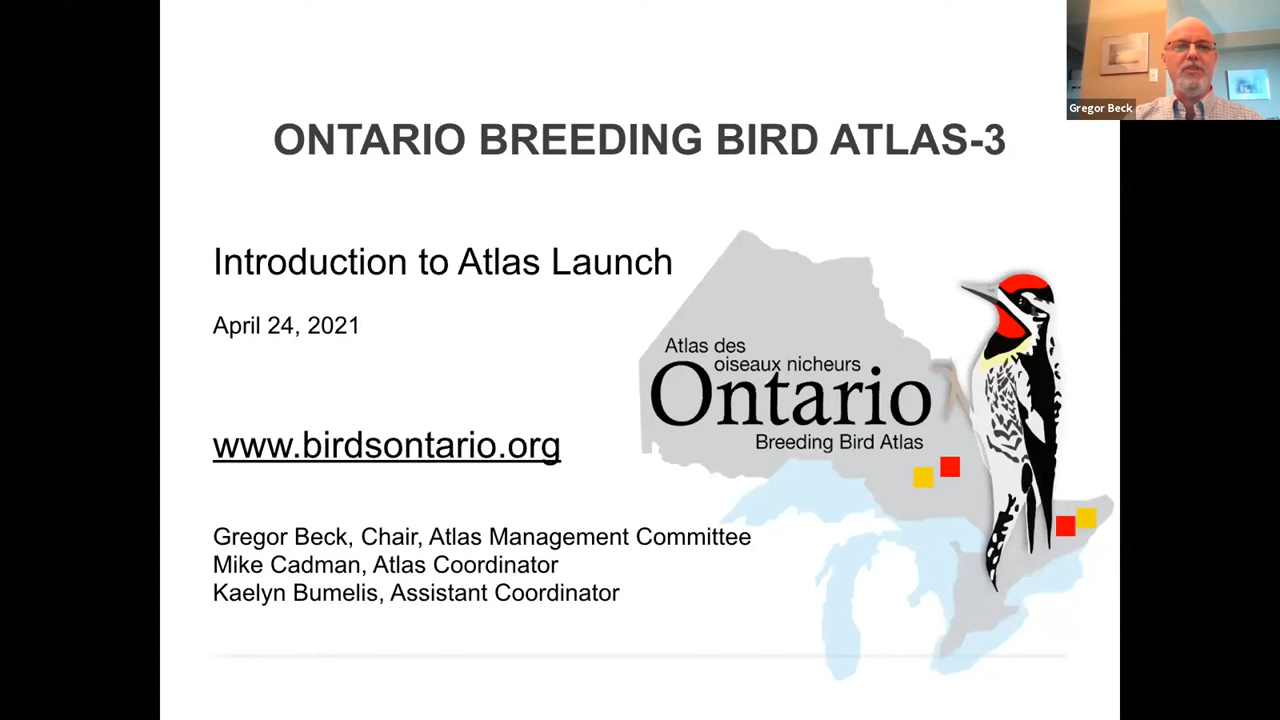 Gregor Beck
ONTARIO BREEDING BIRD ATLAS-3
Introduction to Atlas Launch
April 24, 2021
www.birdsontario.org
Gregor Beck, Chair, Atlas Management Committee
Mike Cadman, Atlas Coordinator
Kaelyn Bumelis, Assistant Coordinator
Atlas des
oiseaux nicheurs
Ontario
Breeding Bird Atlas